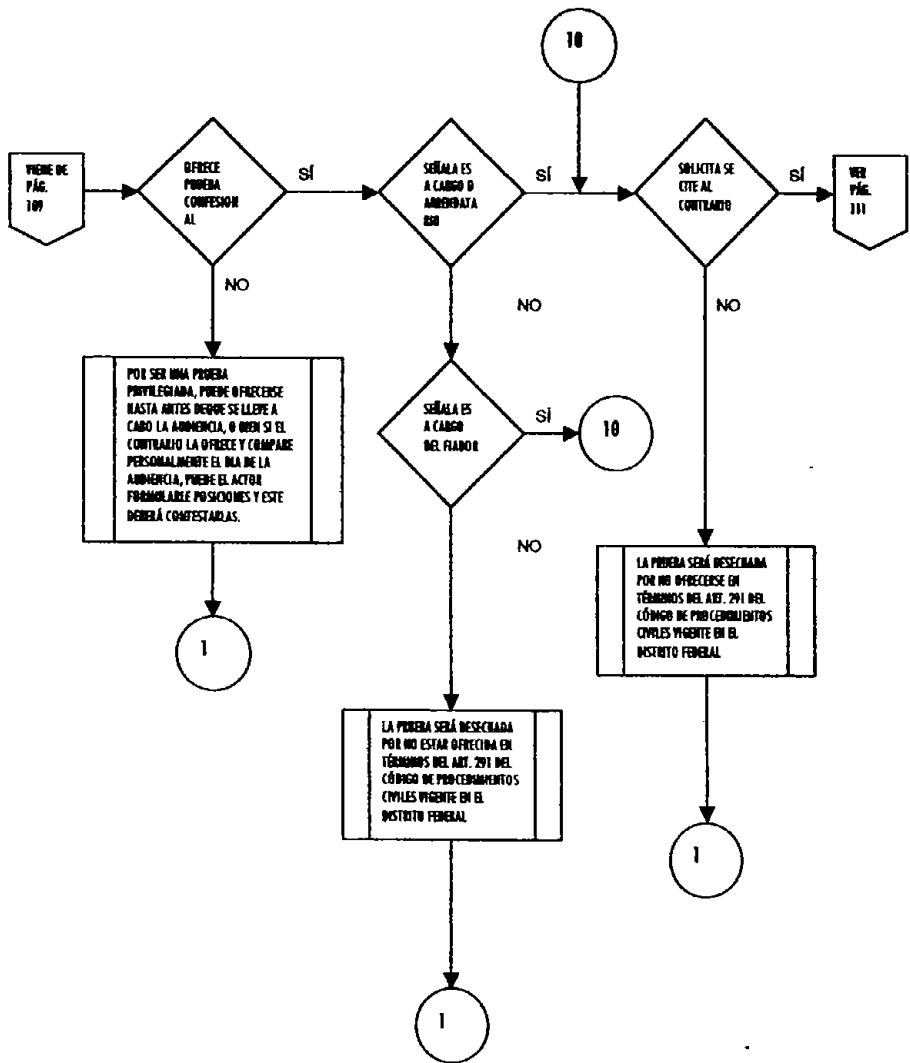 10
VIENE DE
PÁG.
109
OFRECE
PRUEBA
CONFESION
AL
SÍ
SEÑALA ES
A CARGO D
ARRENDATA
RIO
SÍ
SOLICITA SE
CITE AL
CONTRARIO
SÍ
VER
PÁG.
111
NO
NO
NO
POR SER UNA PRUEBA
PRIVILEGIADA, PUEDE OFRECERSE
HASTA ANTES DEQUE SE LLEVE A
CABO LA AUDIENCIA, O BIEN SI EL
CONTRARIO LA OFRECE Y COMPARE
PERSONALMENTE EL DIA DE LA
AUDIENCIA, PUEDE EL ACTOR
FORMULARLE POSICIONES Y ESTE
DEBERÁ CONTESTARLAS.
SEÑALA ES
A CARGO
DEL FIADOR
SÍ
10
NO
1
LA PRUEBA SERÁ DESECHADA
POR NO OFRECERSE EN
TÉRMINOS DEL ART. 291 DEL
CÓDIGO DE PROCEDIMIENTOS
CIVILES VIGENTE EN EL
DISTRITO FEDERAL
LA PRUEBA SERÁ DESECHADA
POR NO ESTAR OFRECIDA EN
TÉRMINOS DEL ART. 291 DEL
CÓDIGO DE PROCEDIMIENTOS
CIVILES VIGENTE EN EL
DISTRITO FEDERAL
1
1